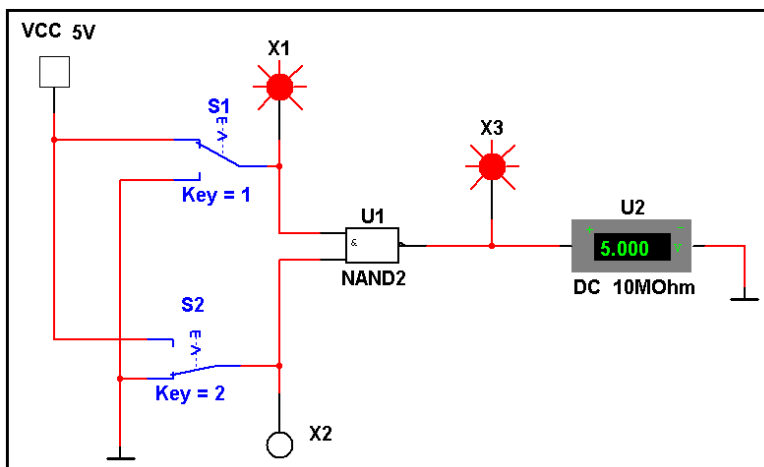 VCC 5V
X1
S1
Key = 1
X3
U1
&
NAND2
U2
+ -
5.000 V
DC 10MOhm
S2
Key = 2
X2